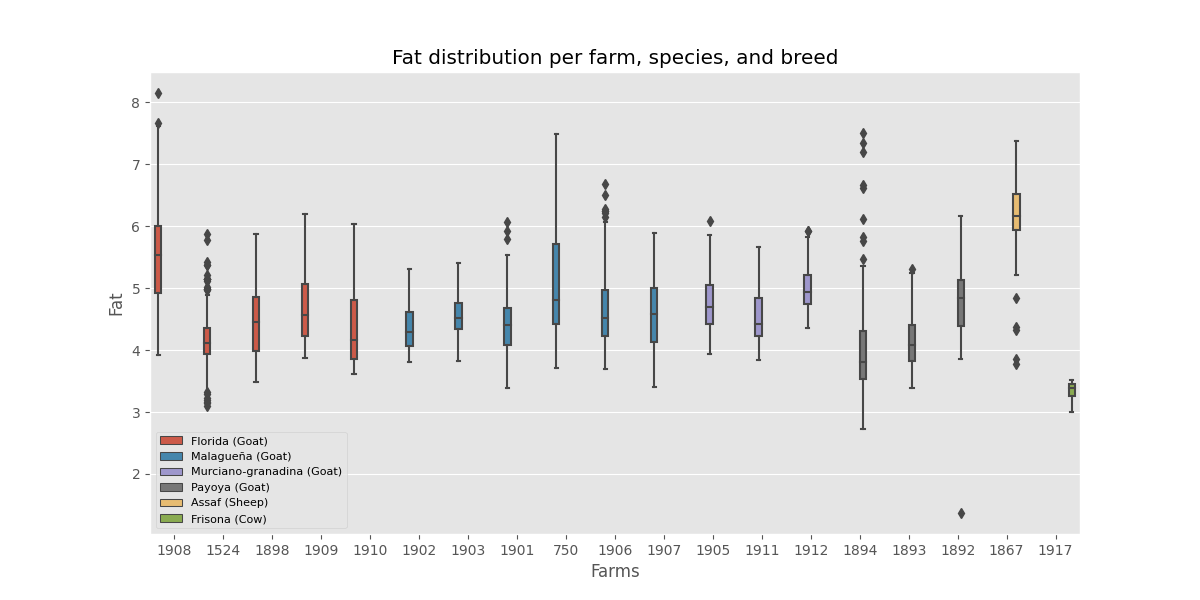 Fat distribution per farm, species, and breed
8
7
6
5
4
3
2
Fat
Florida (Goat)
Malagueña (Goat)
Murciano-granadina (Goat)
Payoya (Goat)
Assaf (Sheep)
Frisona (Cow)
1908 1524 1898 1909 1910 1902 1903 1901 750 1906 1907 1905 1911 1912 1894 1893 1892 1867 1917
Farms